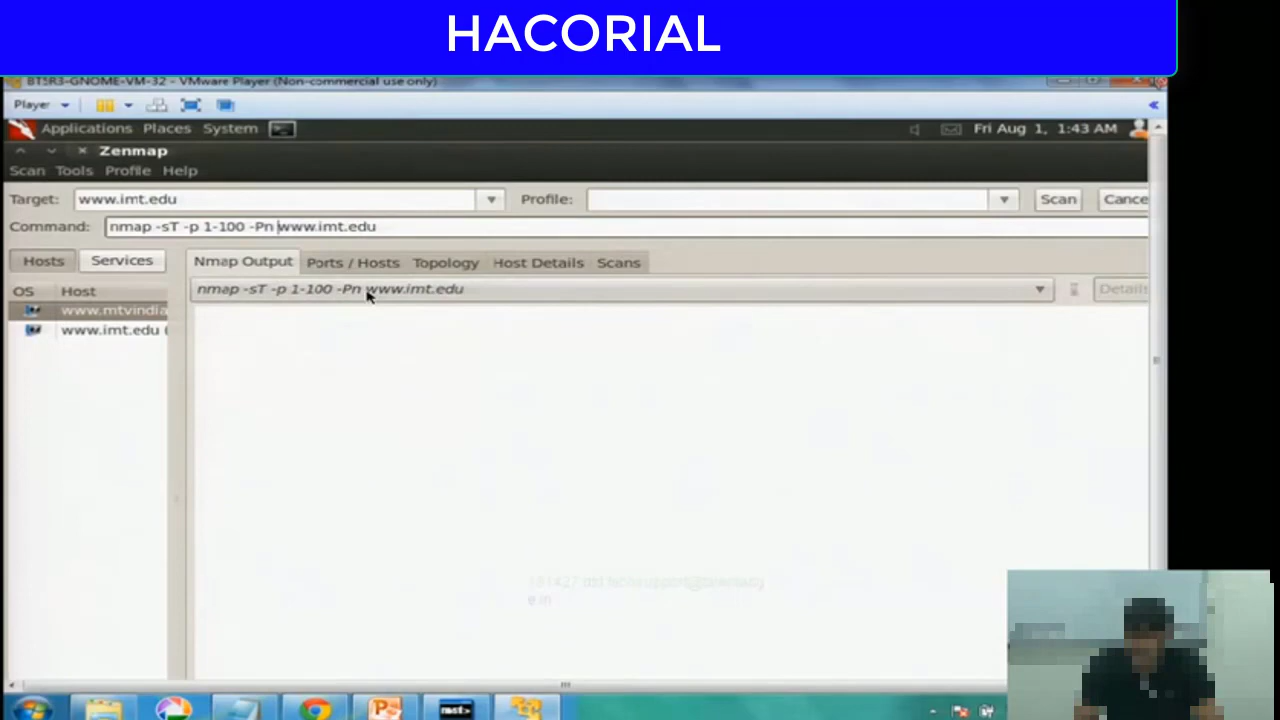 HACORIAL
BT5R3-GNOME-VM-32 - VMware Player (Non-commercial use only)
Player
Applications Places System Fri Aug 1, 1:43 AM
Zenmap
Scan Tools Profile Help
Target: www.imt.edu Profile: Scan Cance
Command: nmap -sT -p 1-100 -Pn www.imt.edu
Hosts Services Nmap Output Ports / Hosts Topology Host Details Scans
OS Host nmap -sT -p 1-100 -Pn www.imt.edu Details
www.mtvindia
www.imt.edu (
e.in